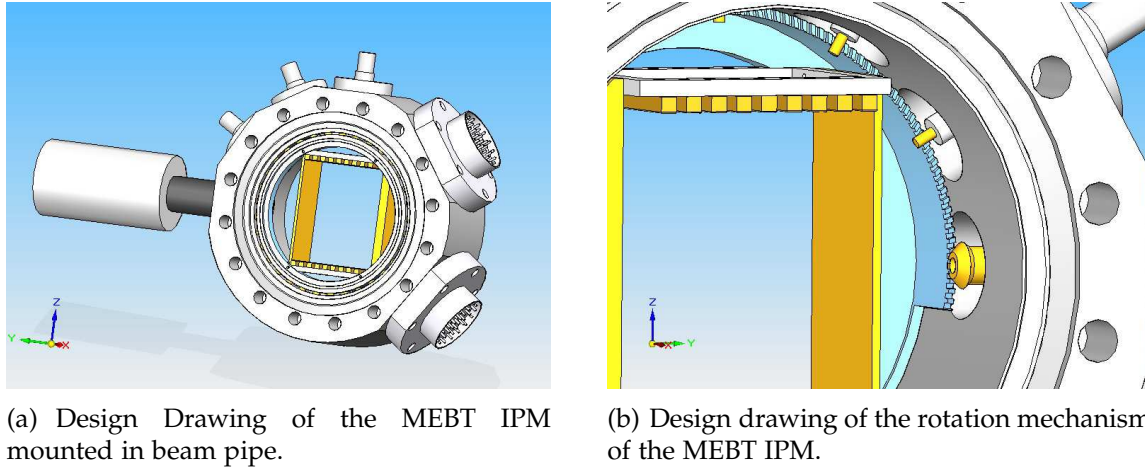 Z
Y
X
Z
X
Y
(a) Design Drawing of the MEBT IPM
mounted in beam pipe.
(b) Design drawing of the rotation mechanism
of the MEBT IPM.